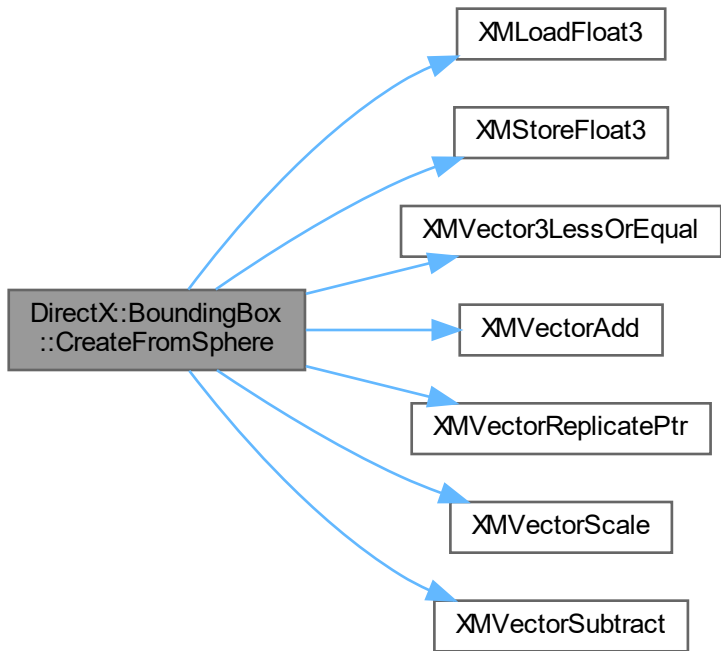 XMLoadFloat3
XMStoreFloat3
XMVector3LessOrEqual
DirectX::BoundingBox
::CreateFromSphere
XMVectorAdd
XMVectorReplicatePtr
XMVectorScale
XMVectorSubtract